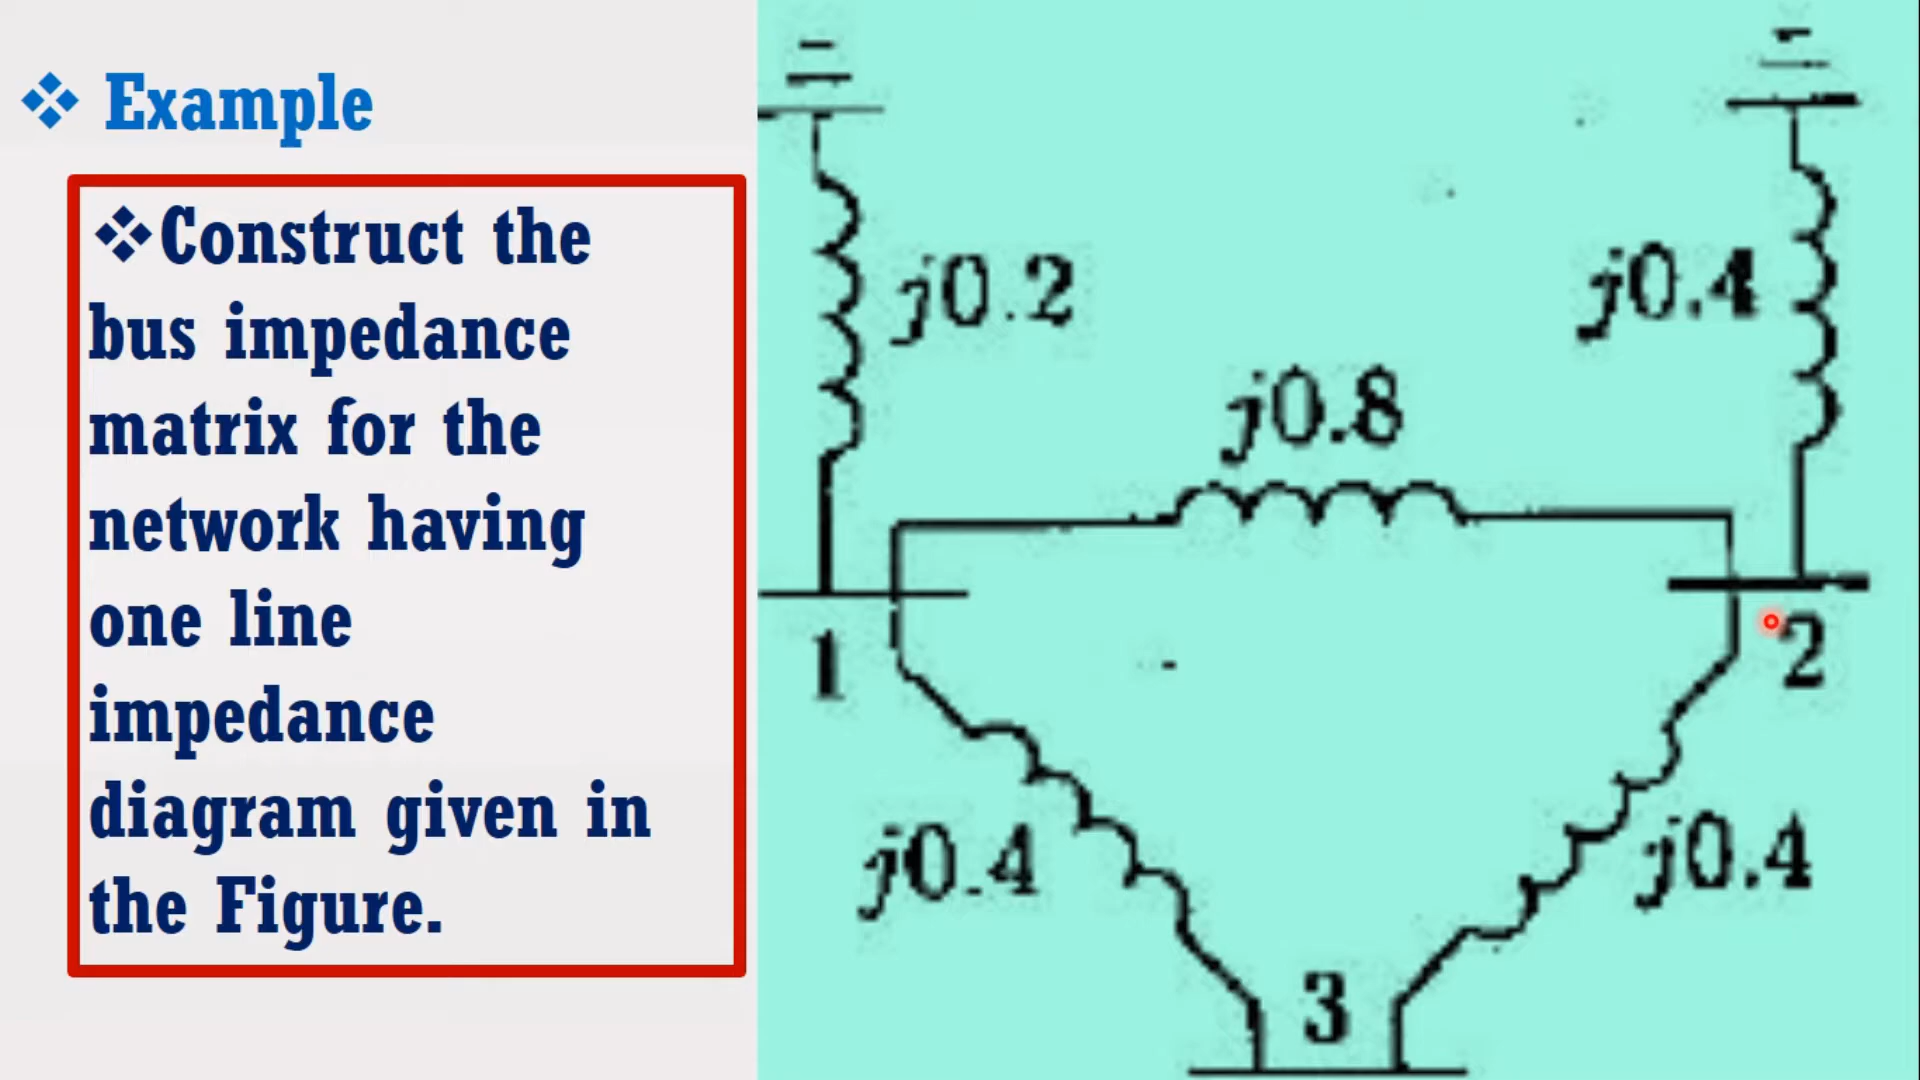 Example
Construct the
bus impedance
matrix for the
network having
one line
impedance
diagram given in
the Figure.
j0.2
j0.4
j0.8
1
2
j0.4
j0.4
3